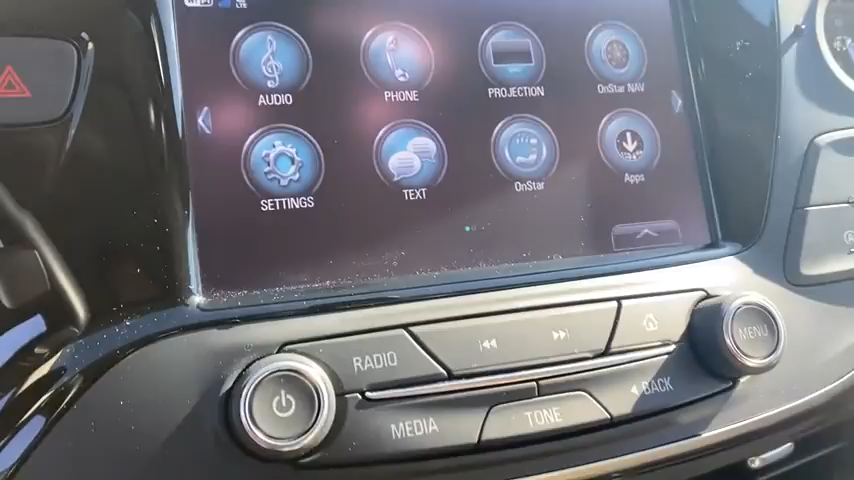 AUDIO PHONE PROJECTION OnStar NAV
SETTINGS TEXT OnStar Apps
RADIO MENU
MEDIA TONE BACK